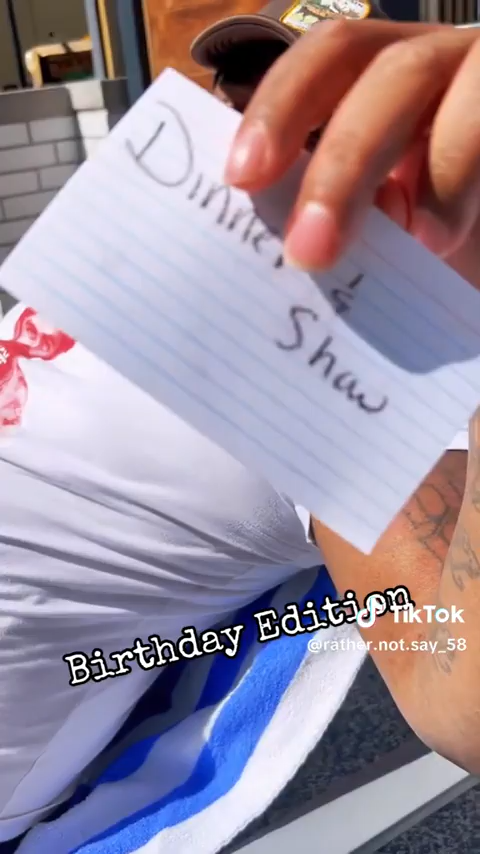 Dinner &
Show
Birthday Edition
TikTok
@rather.not.say_58